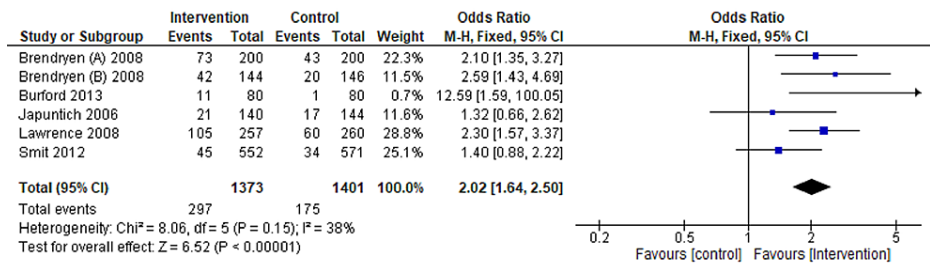 Intervention Control Odds Ratio Odds Ratio
Study or Subgroup Events Total Events Total Weight M-H, Fixed, 95% CI M-H, Fixed, 95% CI
Brendryen (A) 2008 73 200 43 200 22.3% 2.10 [1.35, 3.27]
Brendryen (B) 2008 42 144 20 146 11.5% 2.59 [1.43, 4.69]
Burford 2013 11 80 1 80 0.7% 12.59 [1.59, 100.05]
Japuntich 2006 21 140 17 144 11.6% 1.32 [0.66, 2.62]
Lawrence 2008 105 257 60 260 28.8% 2.30 [1.57, 3.37]
Smit 2012 45 552 34 571 25.1% 1.40 [0.88, 2.22]
Total (95% CI) 1373 1401 100.0% 2.02 [1.64, 2.50]
Total events 297 175
Heterogeneity: Chi² = 8.06, df = 5 (P = 0.15); I² = 38%
Test for overall effect: Z = 6.52 (P < 0.00001)
0.2 0.5 1 2 5
Favours [control] Favours [Intervention]